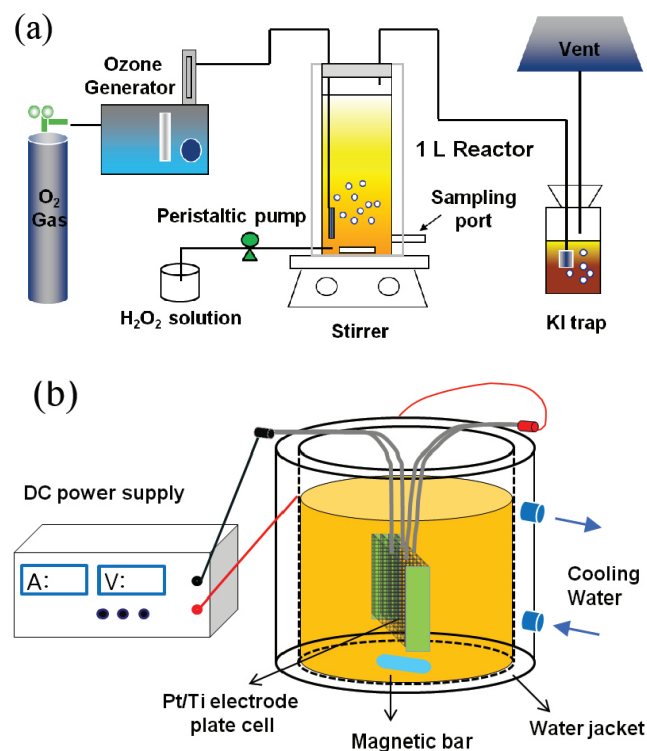 (a)
Ozone
Generator
Vent
O₂
Gas
1 L Reactor
Sampling
port
Peristaltic pump
H₂O₂ solution
Stirrer
KI trap
(b)
DC power supply
A:
V:
Cooling
Water
Pt/Ti electrode
plate cell
Magnetic bar
Water jacket